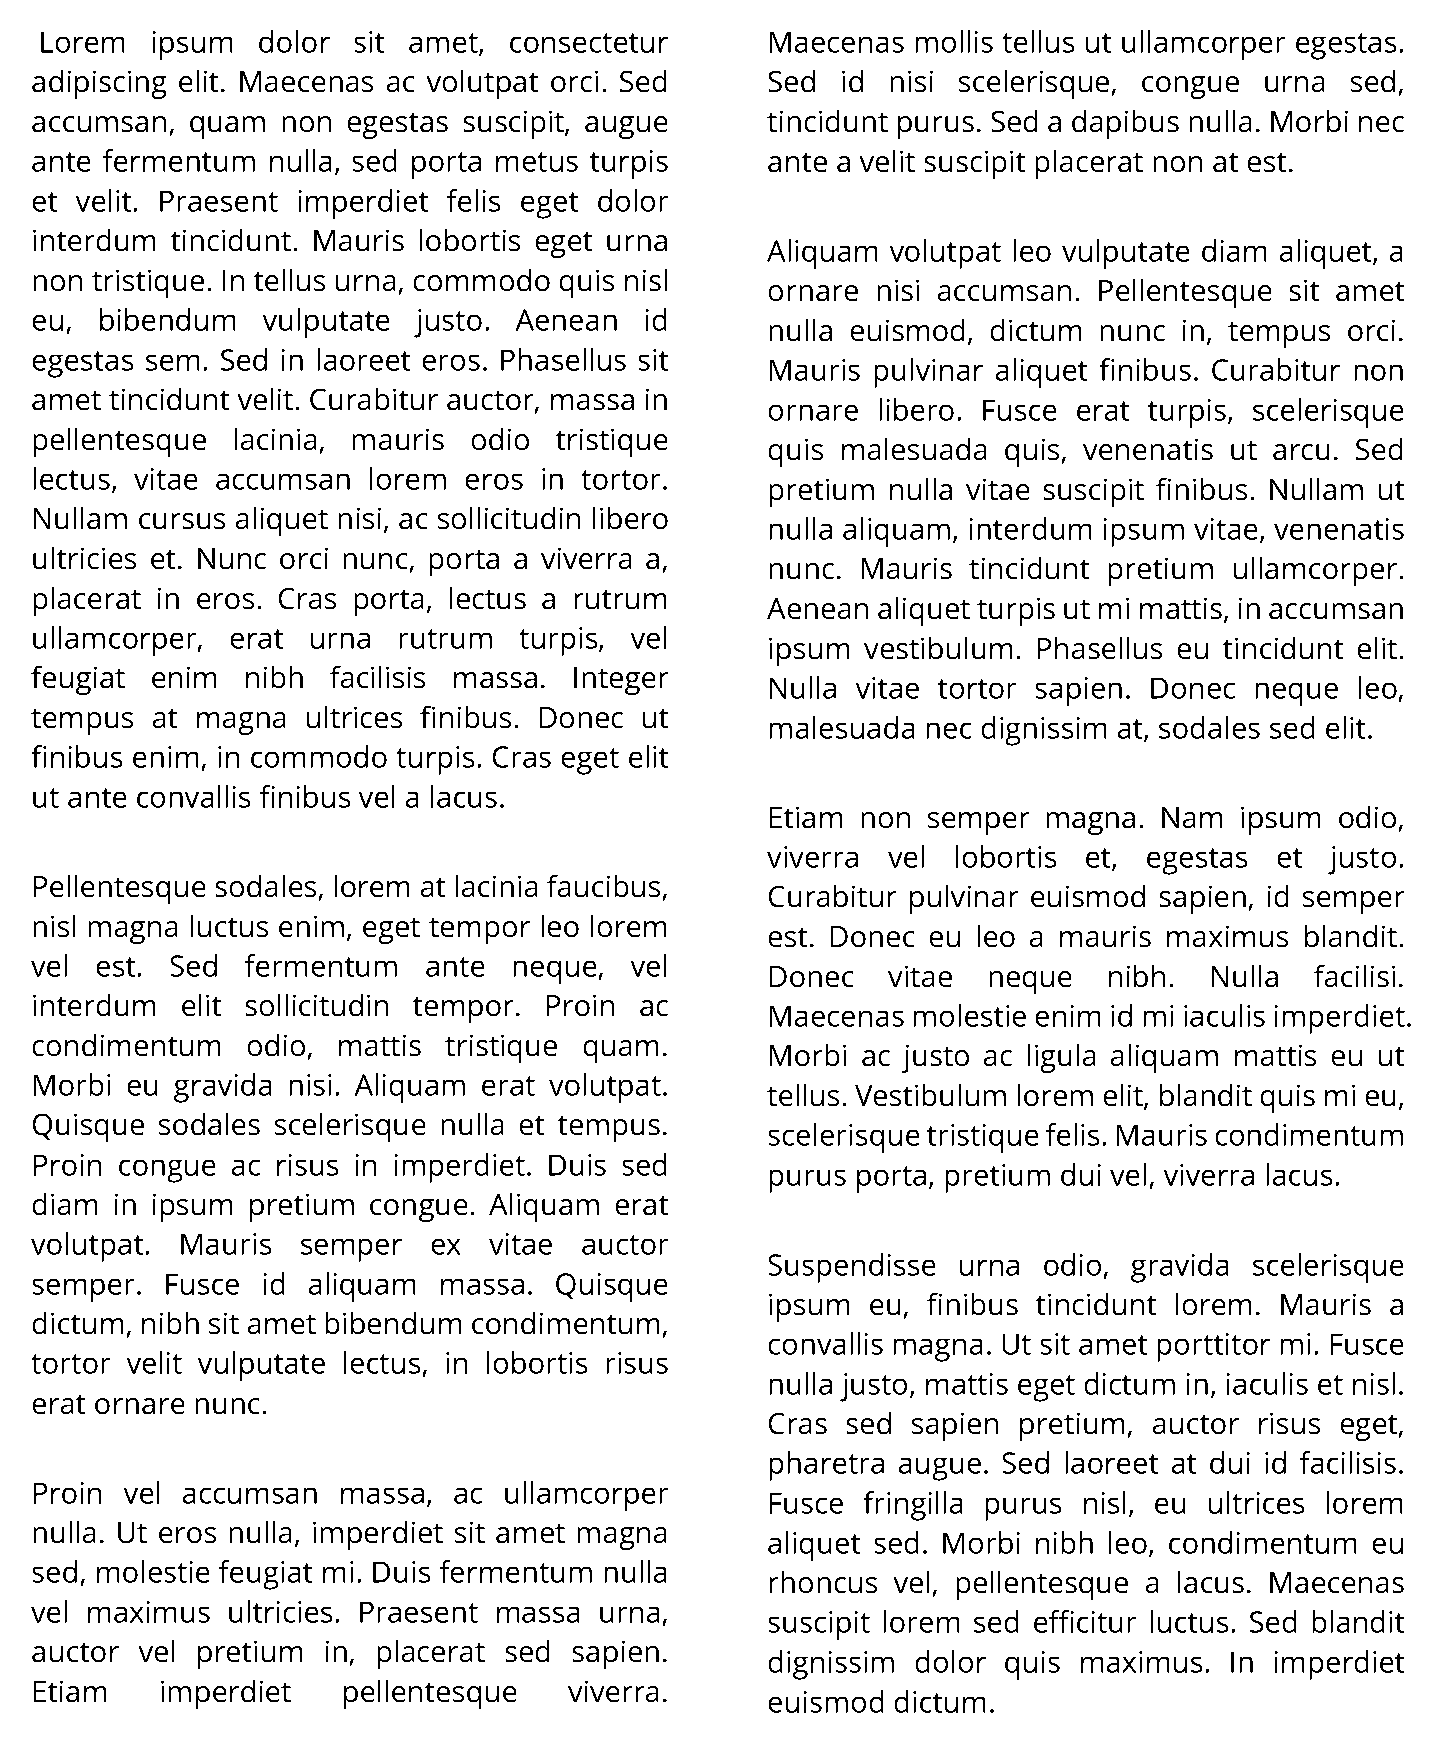 Lorem ipsum dolor sit amet, consectetur
adipiscing elit. Maecenas ac volutpat orci. Sed
accumsan, quam non egestas suscipit, augue
ante fermentum nulla, sed porta metus turpis
et velit. Praesent imperdiet felis eget dolor
interdum tincidunt. Mauris lobortis eget urna
non tristique. In tellus urna, commodo quis nisl
eu, bibendum vulputate justo. Aenean id
egestas sem. Sed in laoreet eros. Phasellus sit
amet tincidunt velit. Curabitur auctor, massa in
pellentesque lacinia, mauris odio tristique
lectus, vitae accumsan lorem eros in tortor.
Nullam cursus aliquet nisi, ac sollicitudin libero
ultricies et. Nunc orci nunc, porta a viverra a,
placerat in eros. Cras porta, lectus a rutrum
ullamcorper, erat urna rutrum turpis, vel
feugiat enim nibh facilisis massa. Integer
tempus at magna ultrices finibus. Donec ut
finibus enim, in commodo turpis. Cras eget elit
ut ante convallis finibus vel a lacus.
Pellentesque sodales, lorem at lacinia faucibus,
nisl magna luctus enim, eget tempor leo lorem
vel est. Sed fermentum ante neque, vel
interdum elit sollicitudin tempor. Proin ac
condimentum odio, mattis tristique quam.
Morbi eu gravida nisi. Aliquam erat volutpat.
Quisque sodales scelerisque nulla et tempus.
Proin congue ac risus in imperdiet. Duis sed
diam in ipsum pretium congue. Aliquam erat
volutpat. Mauris semper ex vitae auctor
semper. Fusce id aliquam massa. Quisque
dictum, nibh sit amet bibendum condimentum,
tortor velit vulputate lectus, in lobortis risus
erat ornare nunc.
Proin vel accumsan massa, ac ullamcorper
nulla. Ut eros nulla, imperdiet sit amet magna
sed, molestie feugiat mi. Duis fermentum nulla
vel maximus ultricies. Praesent massa urna,
auctor vel pretium in, placerat sed sapien.
Etiam imperdiet pellentesque viverra.
Maecenas mollis tellus ut ullamcorper egestas.
Sed id nisi scelerisque, congue urna sed,
tincidunt purus. Sed a dapibus nulla. Morbi nec
ante a velit suscipit placerat non at est.
Aliquam volutpat leo vulputate diam aliquet, a
ornare nisi accumsan. Pellentesque sit amet
nulla euismod, dictum nunc in, tempus orci.
Mauris pulvinar aliquet finibus. Curabitur non
ornare libero. Fusce erat turpis, scelerisque
quis malesuada quis, venenatis ut arcu. Sed
pretium nulla vitae suscipit finibus. Nullam ut
nulla aliquam, interdum ipsum vitae, venenatis
nunc. Mauris tincidunt pretium ullamcorper.
Aenean aliquet turpis ut mi mattis, in accumsan
ipsum vestibulum. Phasellus eu tincidunt elit.
Nulla vitae tortor sapien. Donec neque leo,
malesuada nec dignissim at, sodales sed elit.
Etiam non semper magna. Nam ipsum odio,
viverra vel lobortis et, egestas et justo.
Curabitur pulvinar euismod sapien, id semper
est. Donec eu leo a mauris maximus blandit.
Donec vitae neque nibh. Nulla facilisi.
Maecenas molestie enim id mi iaculis imperdiet.
Morbi ac justo ac ligula aliquam mattis eu ut
tellus. Vestibulum lorem elit, blandit quis mi eu,
scelerisque tristique felis. Mauris condimentum
purus porta, pretium dui vel, viverra lacus.
Suspendisse urna odio, gravida scelerisque
ipsum eu, finibus tincidunt lorem. Mauris a
convallis magna. Ut sit amet porttitor mi. Fusce
nulla justo, mattis eget dictum in, iaculis et nisl.
Cras sed sapien pretium, auctor risus eget,
pharetra augue. Sed laoreet at dui id facilisis.
Fusce fringilla purus nisl, eu ultrices lorem
aliquet sed. Morbi nibh leo, condimentum eu
rhoncus vel, pellentesque a lacus. Maecenas
suscipit lorem sed efficitur luctus. Sed blandit
dignissim dolor quis maximus. In imperdiet
euismod dictum.